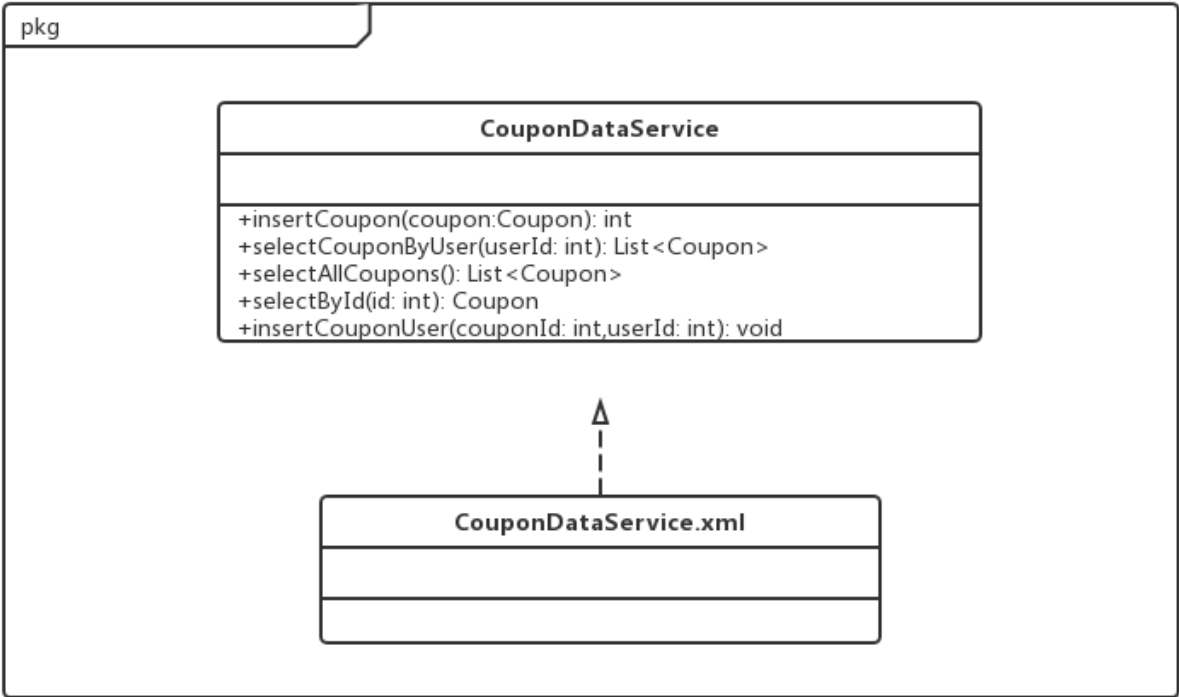 pkg
CouponDataService
+insertCoupon(coupon:Coupon): int
+selectCouponByUser(userId: int): List<Coupon>
+selectAllCoupons(): List<Coupon>
+selectById(id: int): Coupon
+insertCouponUser(couponId: int,userId: int): void
CouponDataService.xml